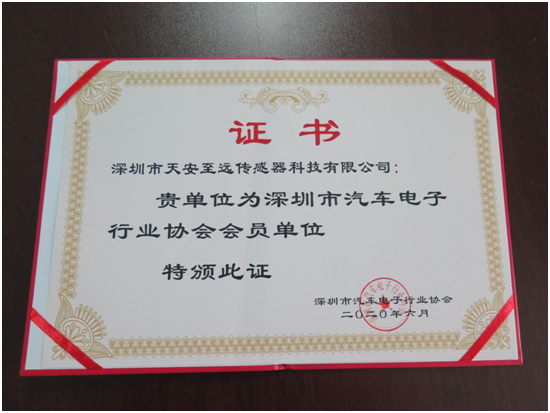 证书
深圳市天安至远传感器科技有限公司：
贵单位为深圳市汽车电子
行业协会会员单位
特颁此证
深圳市汽车电子行业协会
二〇二〇年六月